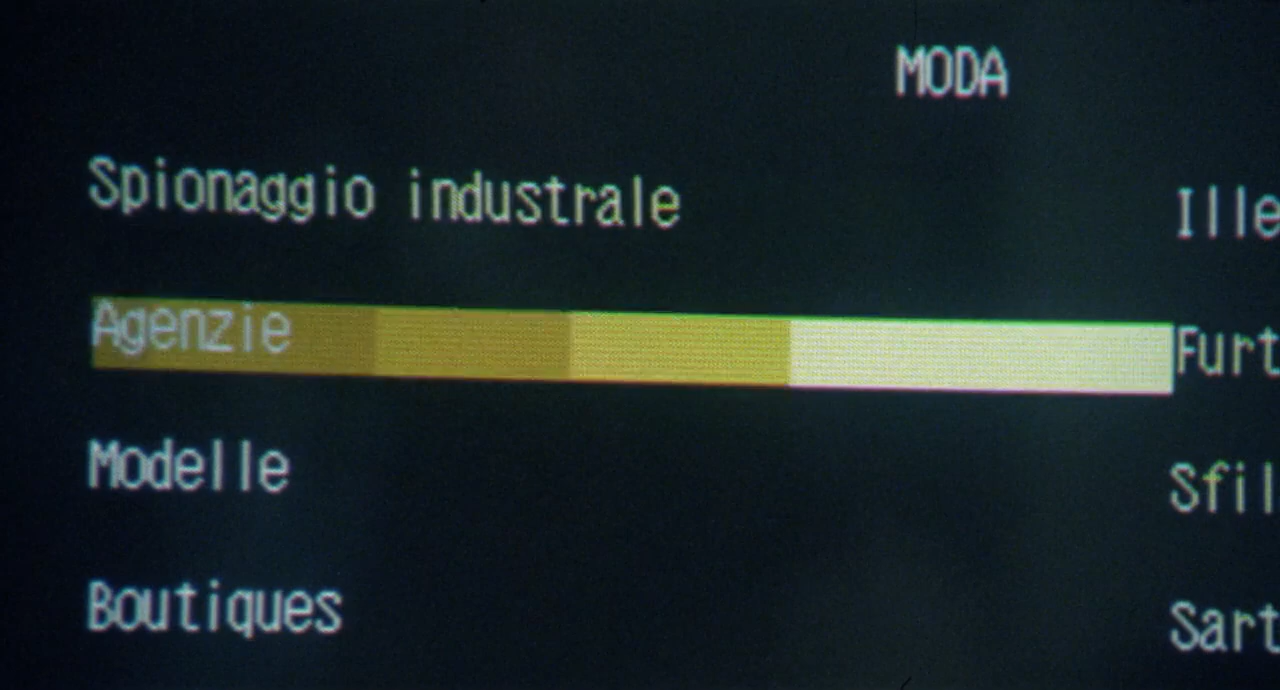 MODA
Spionaggio industrale
Ille
Agenzie
Furt
Modelle
Sfil
Boutiques
Sart